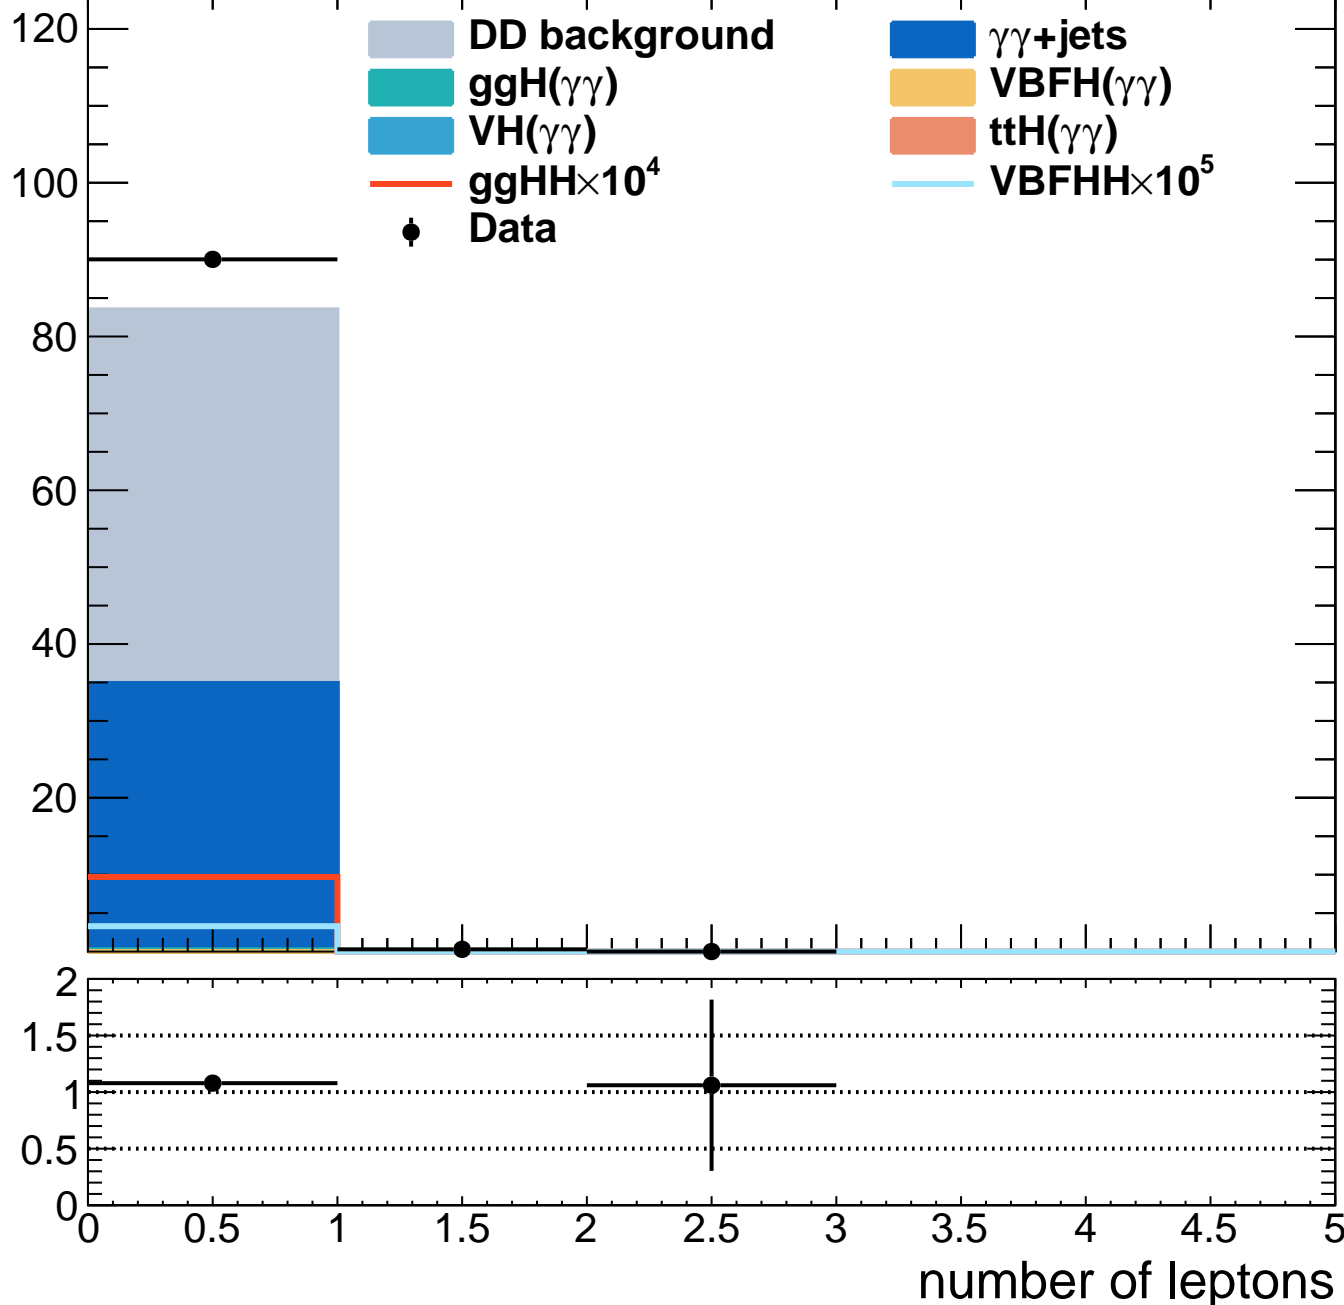 120
100
80
60
40
20
DD background
γγ+jets
ggH(γγ)
VBFH(γγ)
VH(γγ)
ttH(γγ)
ggHH×10⁴
VBFHH×10⁵
Data
2
1.5
1
0.5
0
0 0.5 1 1.5 2 2.5 3 3.5 4 4.5 5
number of leptons